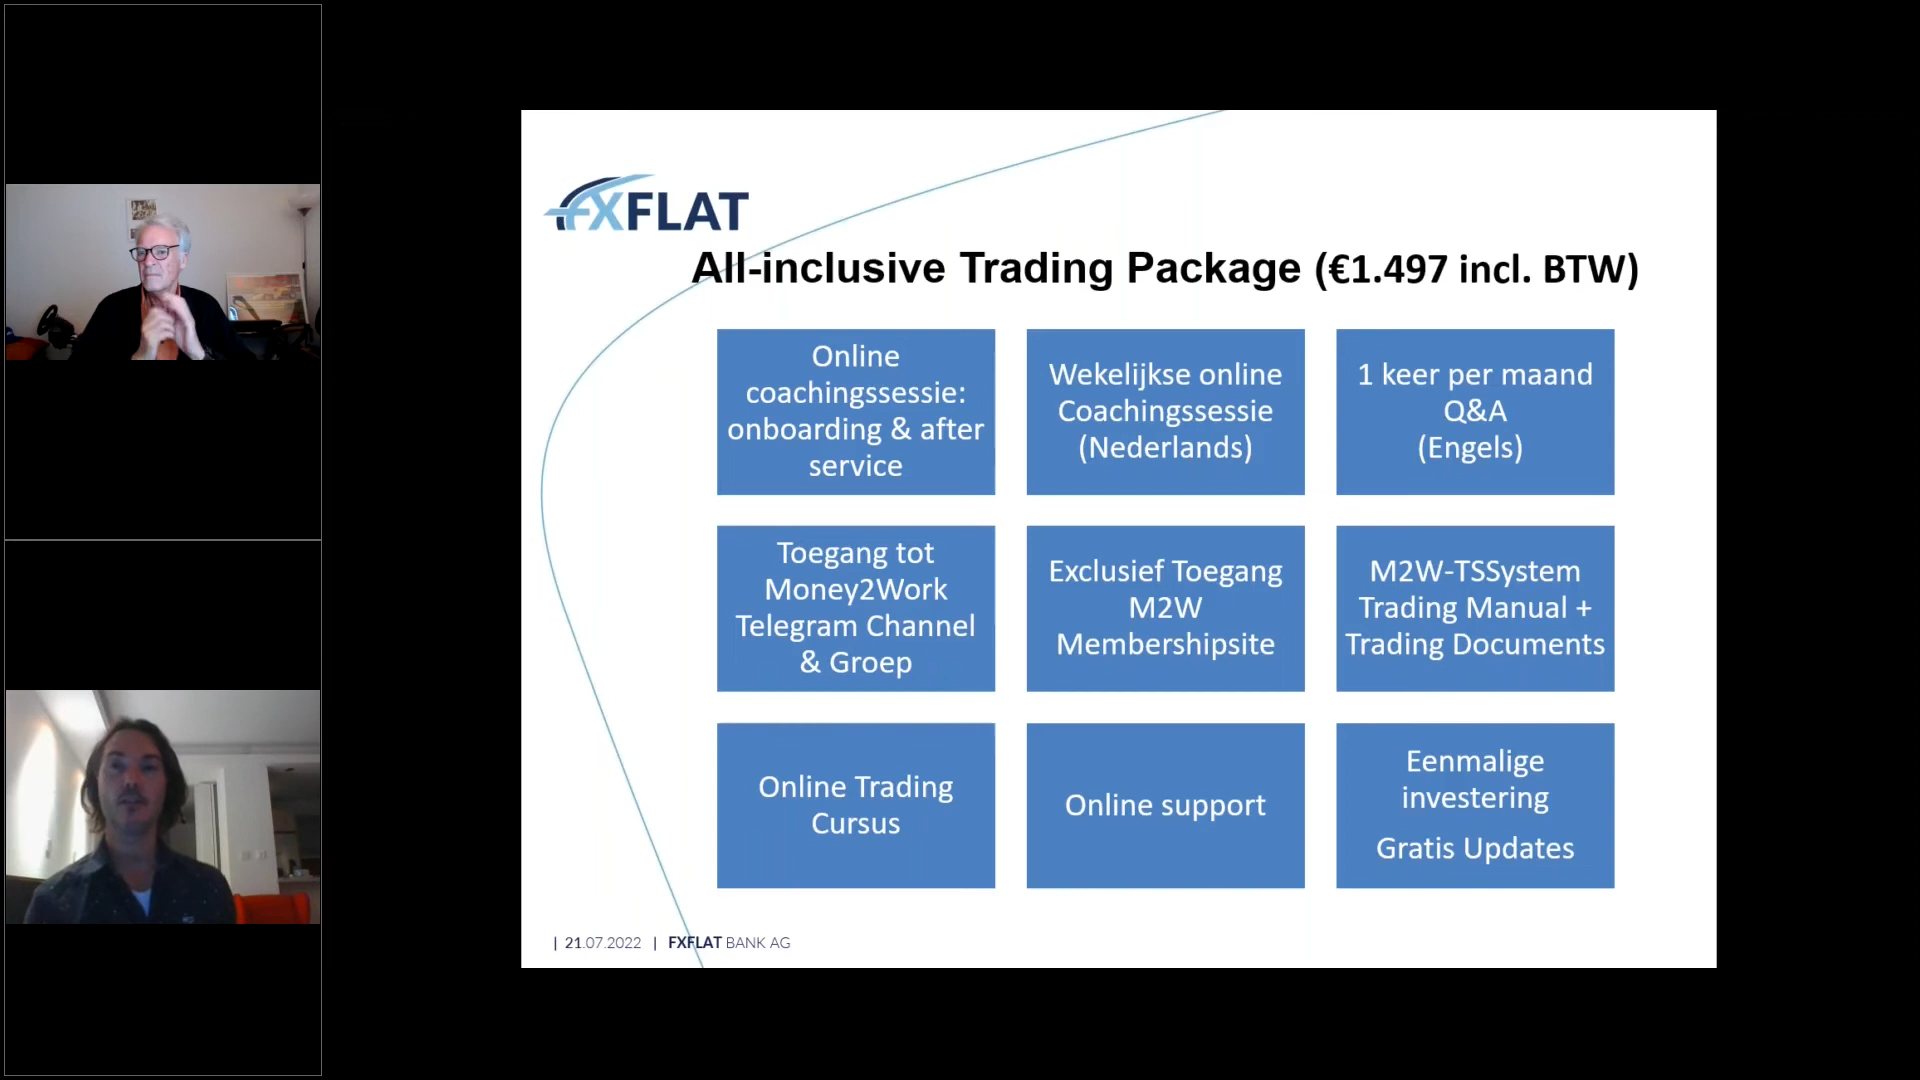 fXFLAT
All-inclusive Trading Package (€1.497 incl. BTW)
Online
coachingssessie:
onboarding & after
service
Wekelijkse online
Coachingssessie
(Nederlands)
1 keer per maand
Q&A
(Engels)
Toegang tot
Money2Work
Telegram Channel
& Groep
Exclusief Toegang
M2W
Membershipsite
M2W-TSSystem
Trading Manual +
Trading Documents
Online Trading
Cursus
Online support
Eenmalige
investering
Gratis Updates
| 21.07.2022 | FXFLAT BANK AG